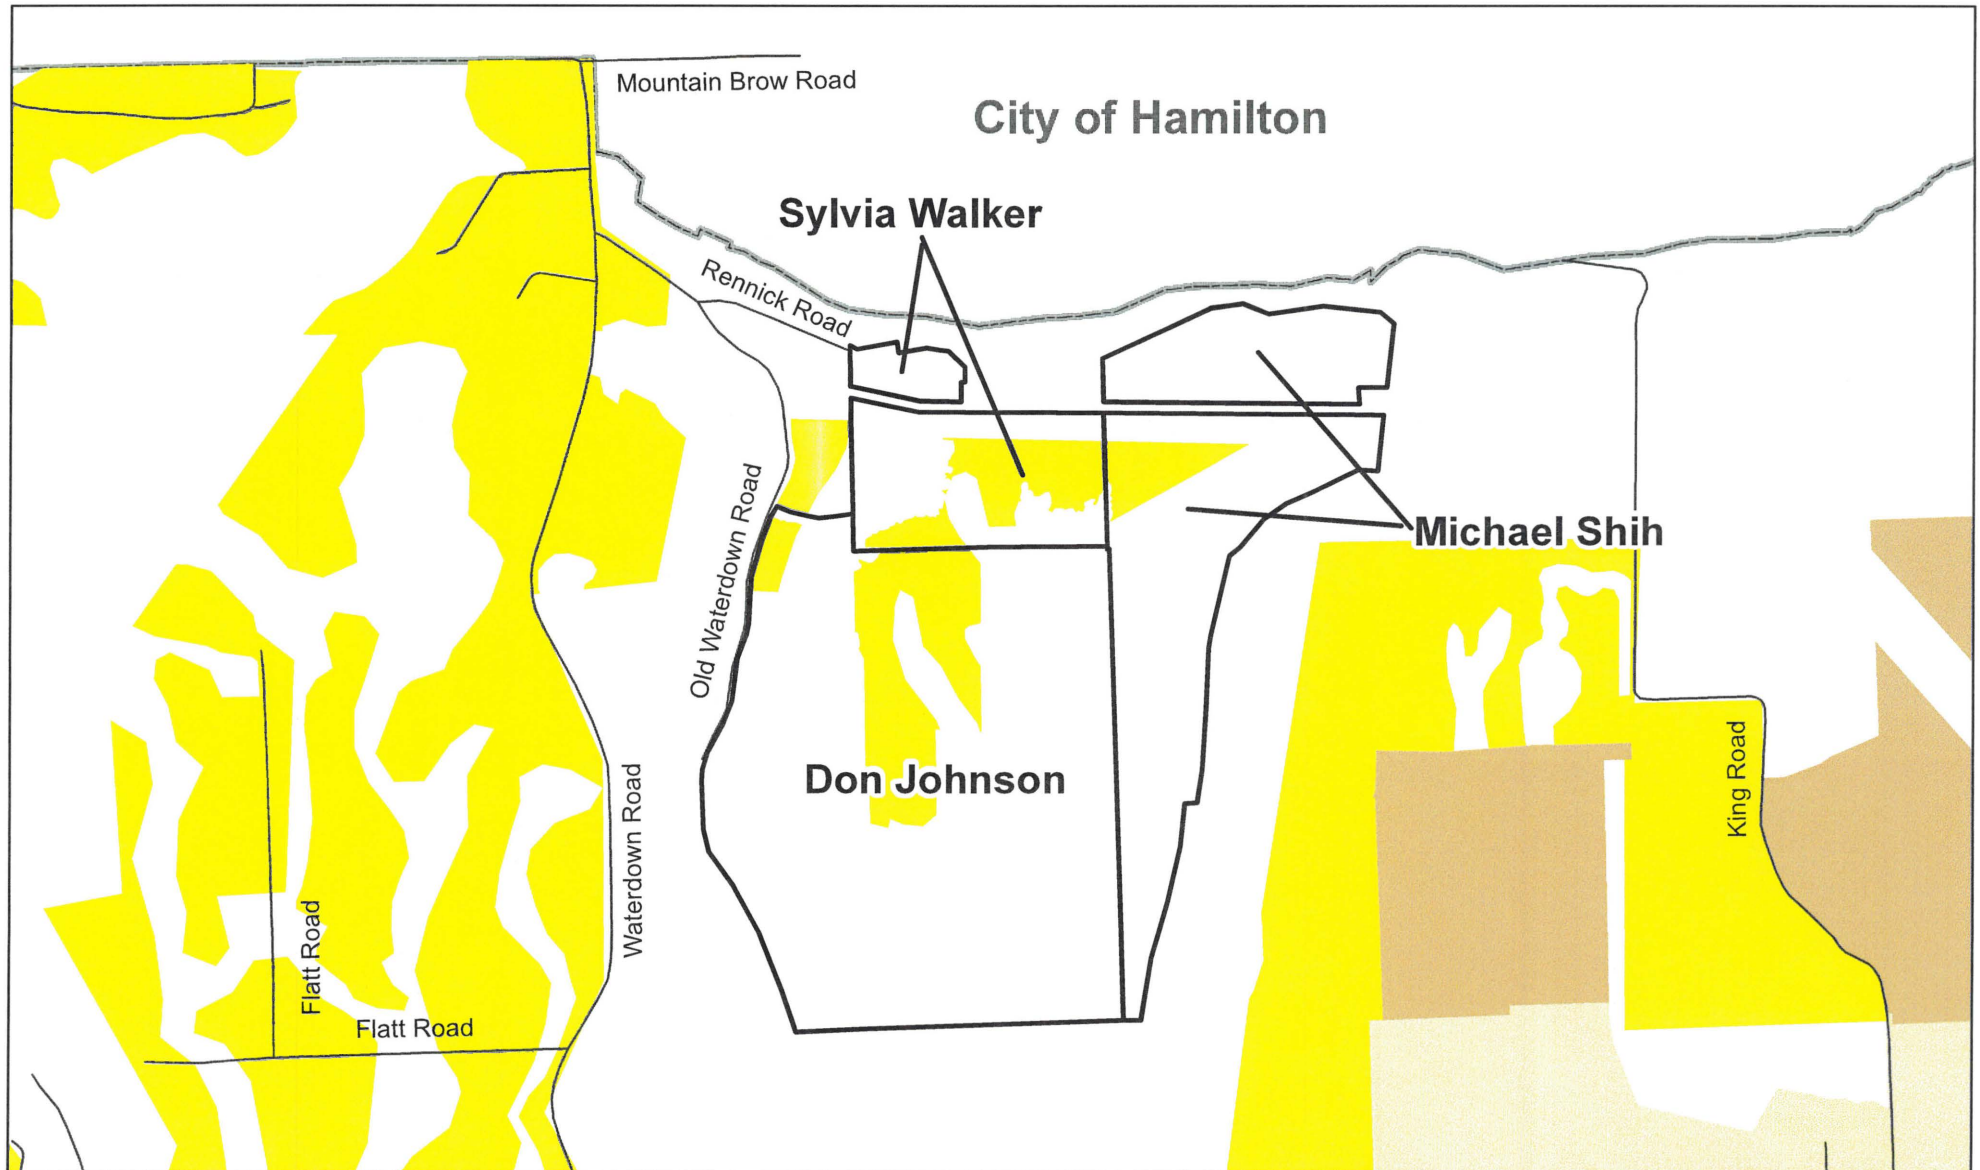 Mountain Brow Road
City of Hamilton
Sylvia Walker
Rennick Road
Old Waterdown Road
Michael Shih
Don Johnson
Waterdown Road
King Road
Flatt Road
Flatt Road